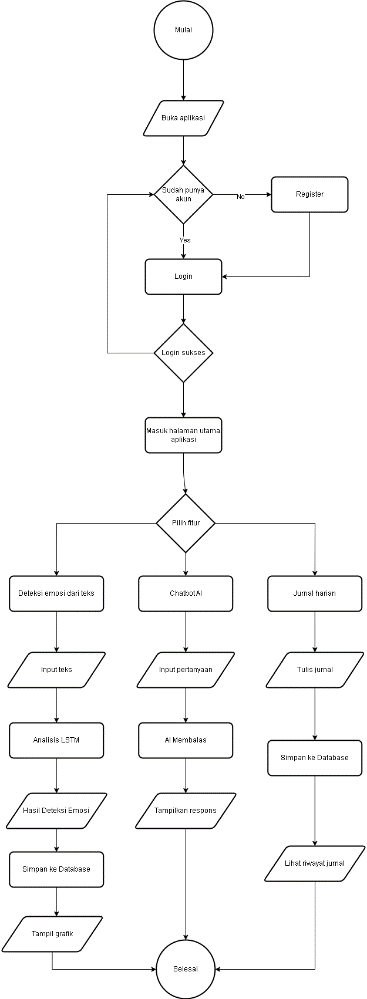 Mulai
Buka aplikasi
Sudah punya
akun
No
Register
Yes
Login
Login sukses
Masuk halaman utama
aplikasi
Pilih fitur
Deteksi emosi dari teks
Chatbot AI
Jurnal harian
Input teks
Input pertanyaan
Tulis jurnal
Analisis LSTM
AI Membalas
Simpan ke Database
Hasil Deteksi Emosi
Tampilkan respons
Simpan ke Database
Lihat riwayat jurnal
Tampil grafik
Selesai